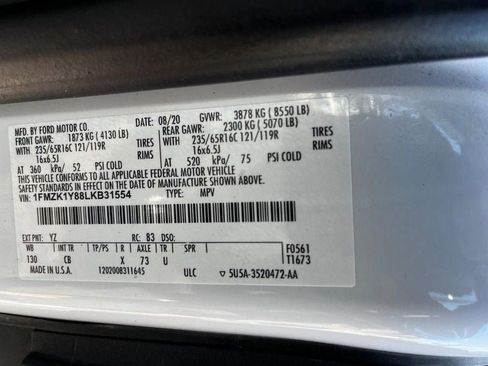 MFD. BY FORD MOTOR CO. 08/20 GVWR: 3878 KG (8550 LB)
FRONT GAWR: 1873 KG (4130 LB) REAR GAWR: 2300 KG (5070 LB)
WITH 235/65R16C 121/119R TIRES WITH 235/65R16C 121/119R TIRES
16x6.5J RIMS 16x6.5J RIMS
AT 360 kPa/ 52 PSI COLD AT 520 kPa/ 75 PSI COLD
THIS VEHICLE CONFORMS TO ALL APPLICABLE FEDERAL MOTOR VEHICLE
SAFETY STANDARDS IN EFFECT ON THE DATE OF MANUFACTURE SHOWN ABOVE.
VIN: 1FMZK1Y88LKB31554 TYPE: MPV
EXT PNT: YZ RC: 83 DSO: F0561
WB INT TR TP/PS R AXLE TR SPR T1673
130 CB X 73 U
MADE IN U.S.A. 1202008311645 ULC ▽ 5U5A-3520472-AA